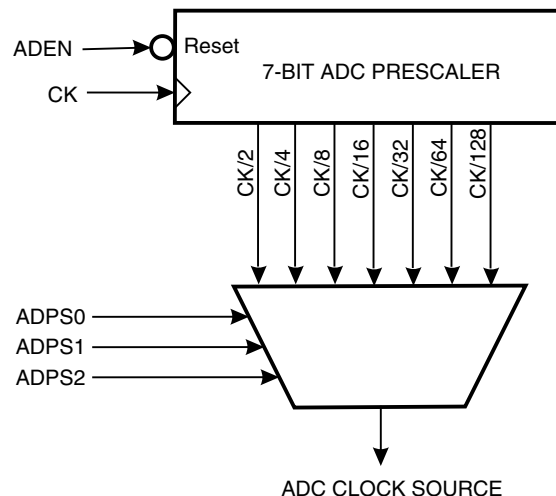 ADEN
Reset
7-BIT ADC PRESCALER
CK
CK/2
CK/4
CK/8
CK/16
CK/32
CK/64
CK/128
ADPS0
ADPS1
ADPS2
ADC CLOCK SOURCE